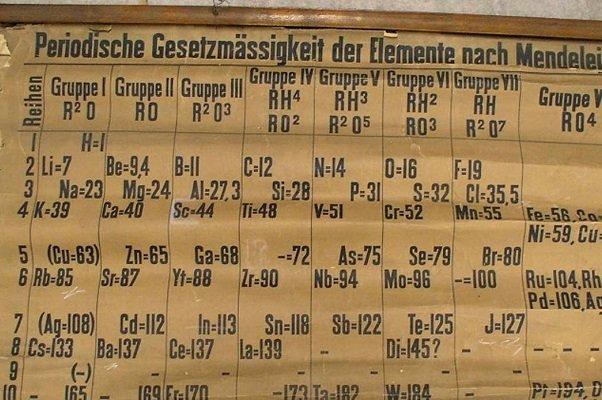 Periodische Gesetzmässigkeit der Elemente nach
Reihen Gruppe I Gruppe II Gruppe III Gruppe IV Gruppe V Gruppe VI Gruppe VII Gruppe
RH⁴ RH³ RH² RH
R²O RO R²O³ RO² R²O⁵ RO³ R²O⁷ RO⁴
1 H=1
2 Li=7 Be=9,4 B=11 C=12 N=14 O=16 F=19
3 Na=23 Mg=24 Al=27,3 Si=28 P=31 S=32 Cl=35,5
4 K=39 Ca=40 Sc=44 Ti=48 V=51 Cr=52 Mn=55 Fe=56,
Ni=59,
5 (Cu=63) Zn=65 Ga=68 -=72 As=75 Se=79 Br=80
6 Rb=85 Sr=87 Yt=88 Zr=90 Nb=94 Mo=96 -=100 Ru=104,
Pd=106,
7 (Ag=108) Cd=112 In=113 Sn=118 Sb=122 Te=125 J=127
8 Cs=133 Ba=137 Ce=137 La=139 - Di=145? - - - -
9 (-) - - - - - -
10 - 165 - 169 Er=170 -173 Ta=182 W=184 - Pt=194,